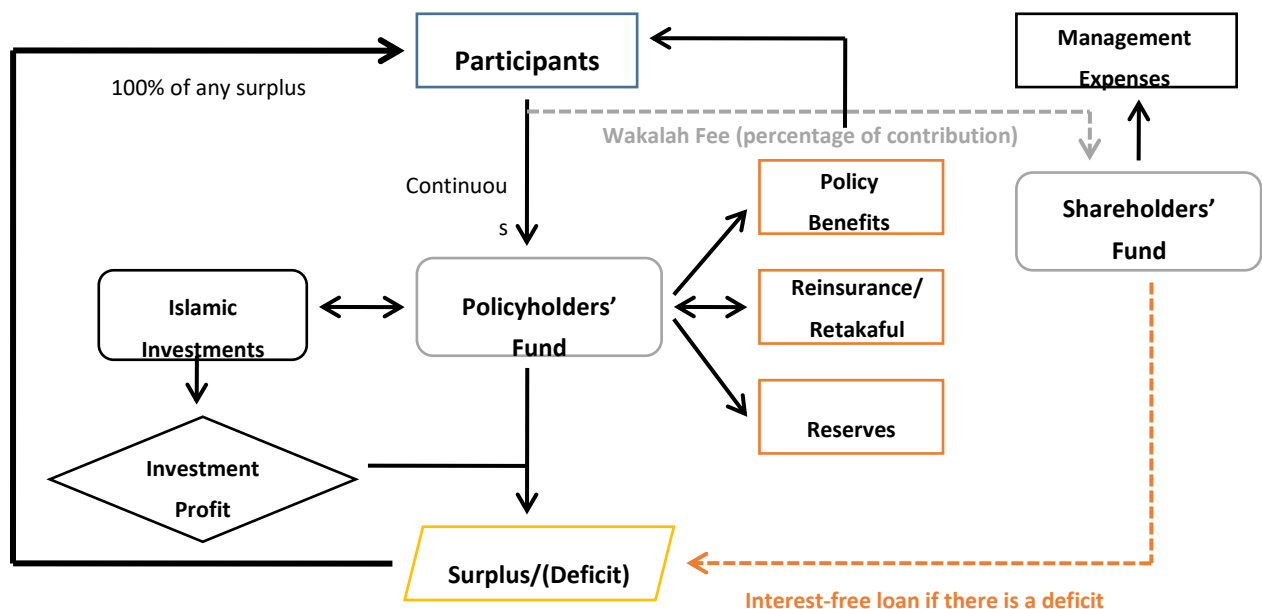 Participants
Management
Expenses
100% of any surplus
Wakalah Fee (percentage of contribution)
Continuou
s
Policy
Benefits
Shareholders’
Fund
Islamic
Investments
Policyholders’
Fund
Reinsurance/
Retakaful
Reserves
Investment
Profit
Surplus/(Deficit)
Interest-free loan if there is a deficit